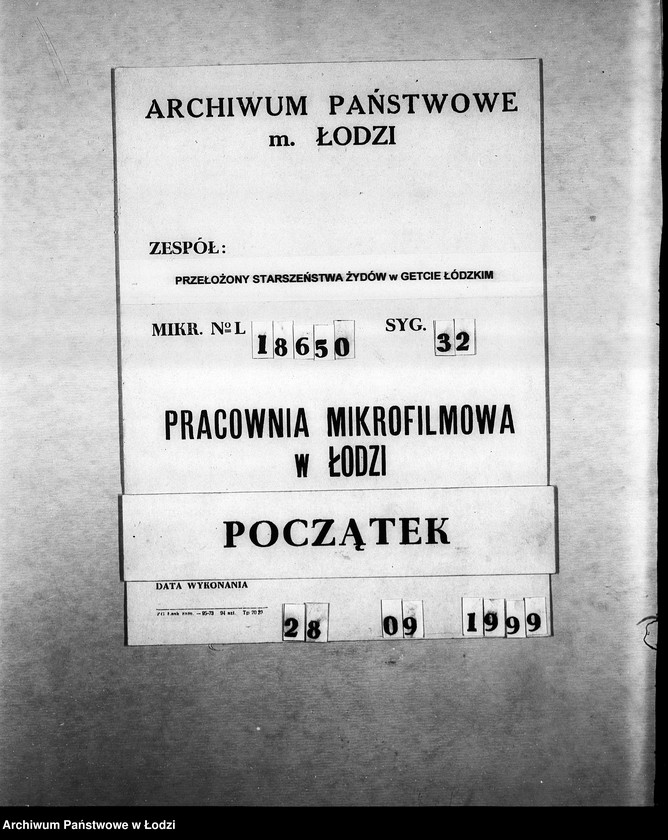 ARCHIWUM PAŃSTWOWE
m. ŁODZI
ZESPÓŁ:
PRZEŁOŻONY STARSZEŃSTWA ŻYDÓW w GETCIE ŁÓDZKIM
MIKR. Nº L 18650 SYG. 32
PRACOWNIA MIKROFILMOWA
w ŁODZI
POCZĄTEK
DATA WYKONANIA
28 09 1999
Archiwum Państwowe w Łodzi